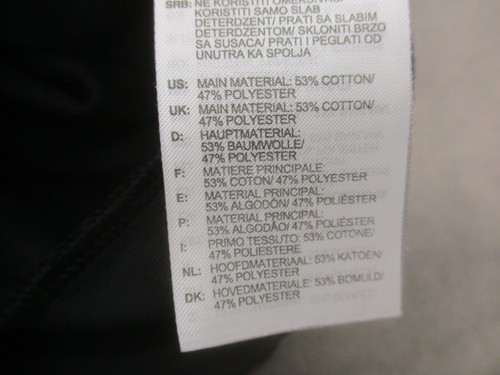 SRB: NE KORISTITI OMEKSIVAC/
KORISTITI SAMO SLAB
DETERDZENT/ PRATI SA SLABIM
DETERDZENTOM/ SKLONITI BRZO
SA SUSACA/ PRATI I PEGLATI OD
UNUTRA KA SPOLJA
US: MAIN MATERIAL: 53% COTTON/
47% POLYESTER
UK: MAIN MATERIAL: 53% COTTON/
47% POLYESTER
D: HAUPTMATERIAL:
53% BAUMWOLLE/
47% POLYESTER
F: MATIERE PRINCIPALE:
53% COTON/ 47% POLYESTER
E: MATERIAL PRINCIPAL:
53% ALGODÓN/ 47% POLIÉSTER
P: MATERIAL PRINCIPAL:
53% ALGODÃO/ 47% POLIÉSTER
I: PRIMO TESSUTO: 53% COTONE/
47% POLIESTERE
NL: HOOFDMATERIAAL: 53% KATOEN/
47% POLYESTER
DK: HOVEDMATERIALE: 53% BOMULD/
47% POLYESTER